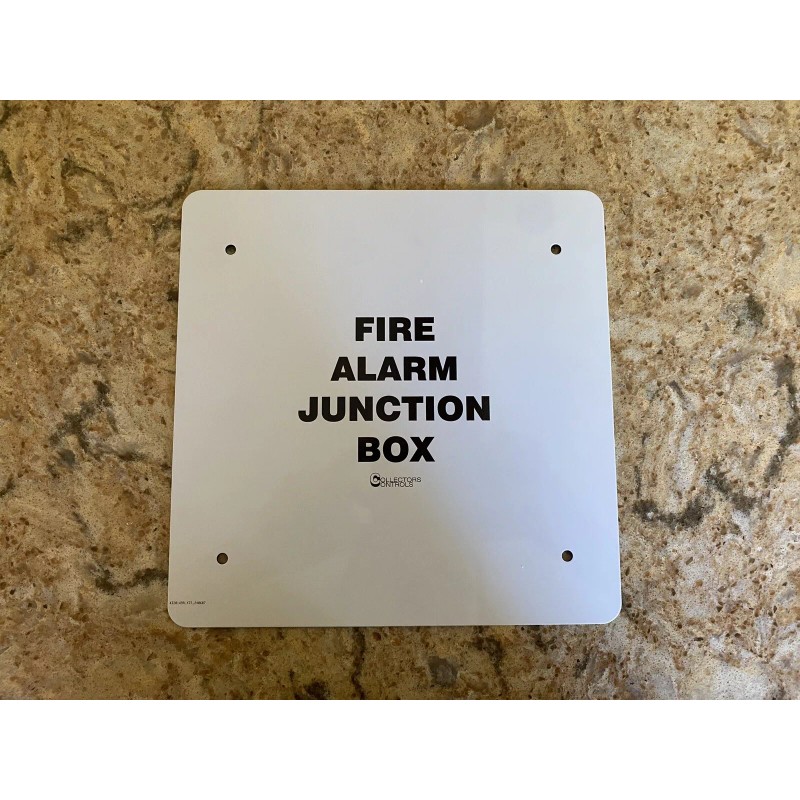 FIRE
ALARM
JUNCTION
BOX
COLLECTORS
CONTROLS